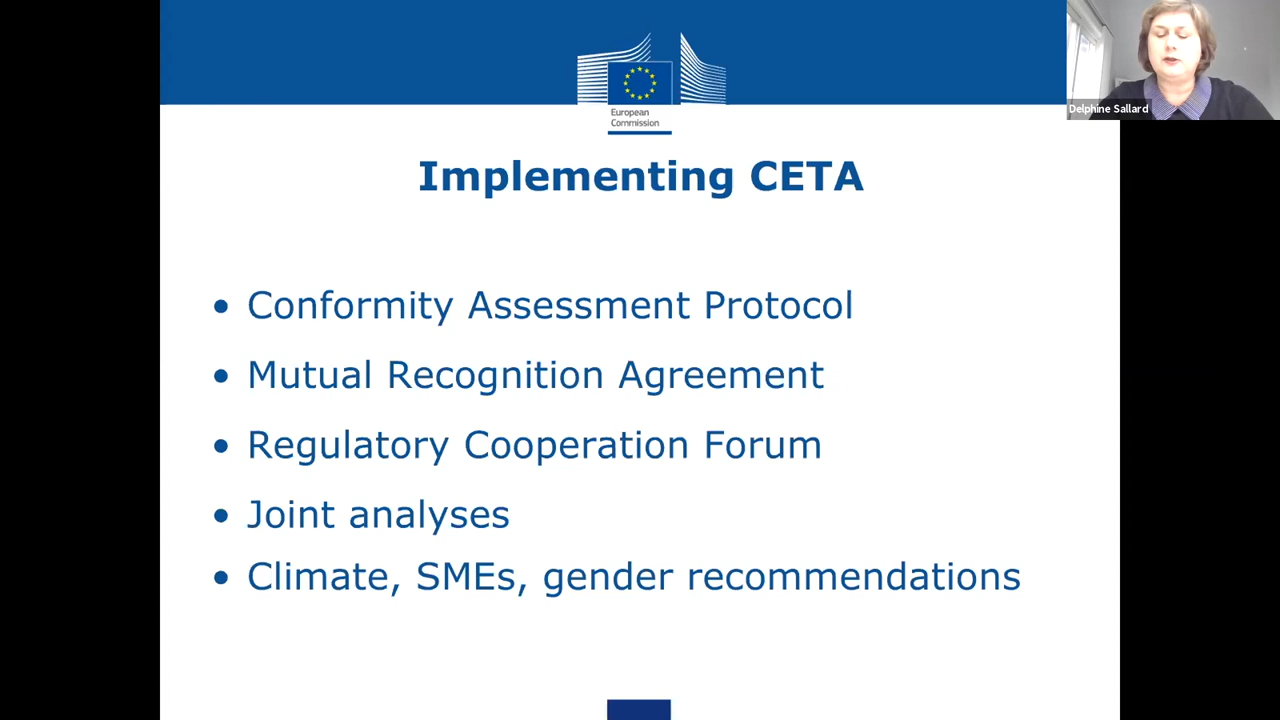 European
Commission
Delphine Sallard
Implementing CETA
• Conformity Assessment Protocol
• Mutual Recognition Agreement
• Regulatory Cooperation Forum
• Joint analyses
• Climate, SMEs, gender recommendations